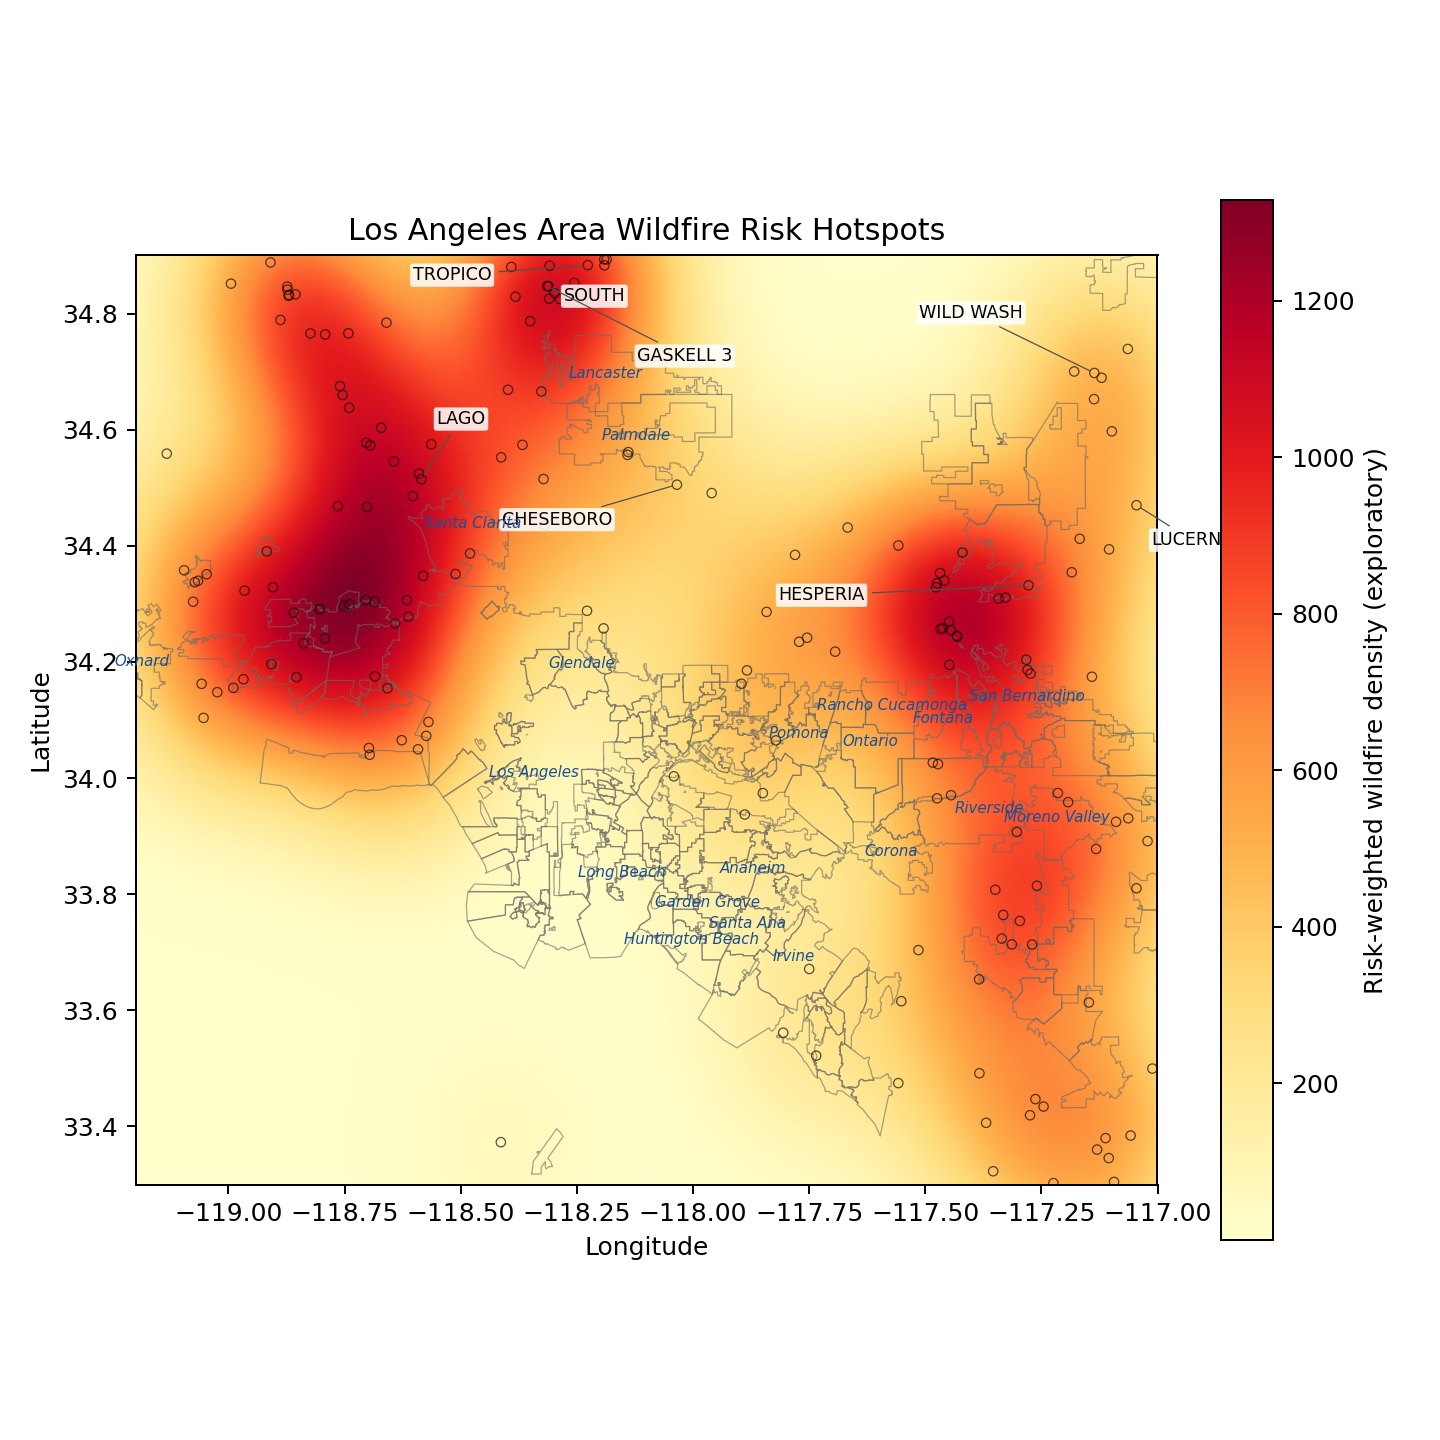 Los Angeles Area Wildfire Risk Hotspots
TROPICO
SOUTH
WILD WASH
GASKELL 3
Lancaster
LAGO
Palmdale
CHESEBORO
Santa Clarita
LUCERN
HESPERIA
Oxnard
Glendale
San Bernardino
Rancho Cucamonga
Fontana
Pomona
Ontario
Los Angeles
Riverside
Moreno Valley
Corona
Long Beach
Anaheim
Garden Grove
Santa Ana
Huntington Beach
Irvine
34.8
34.6
34.4
34.2
34.0
33.8
33.6
33.4
Latitude
−119.00
−118.75
−118.50
−118.25
−118.00
−117.75
−117.50
−117.25
−117.00
Longitude
1200
1000
800
600
400
200
Risk-weighted wildfire density (exploratory)